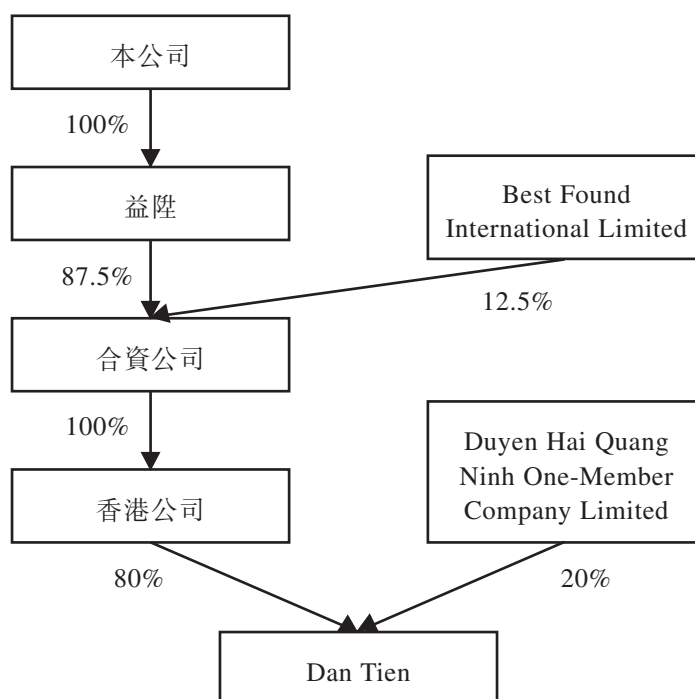 本公司
100%
益陞
Best Found
International Limited
87.5%
12.5%
合資公司
100%
Duyen Hai Quang
Ninh One-Member
Company Limited
香港公司
80%
20%
Dan Tien